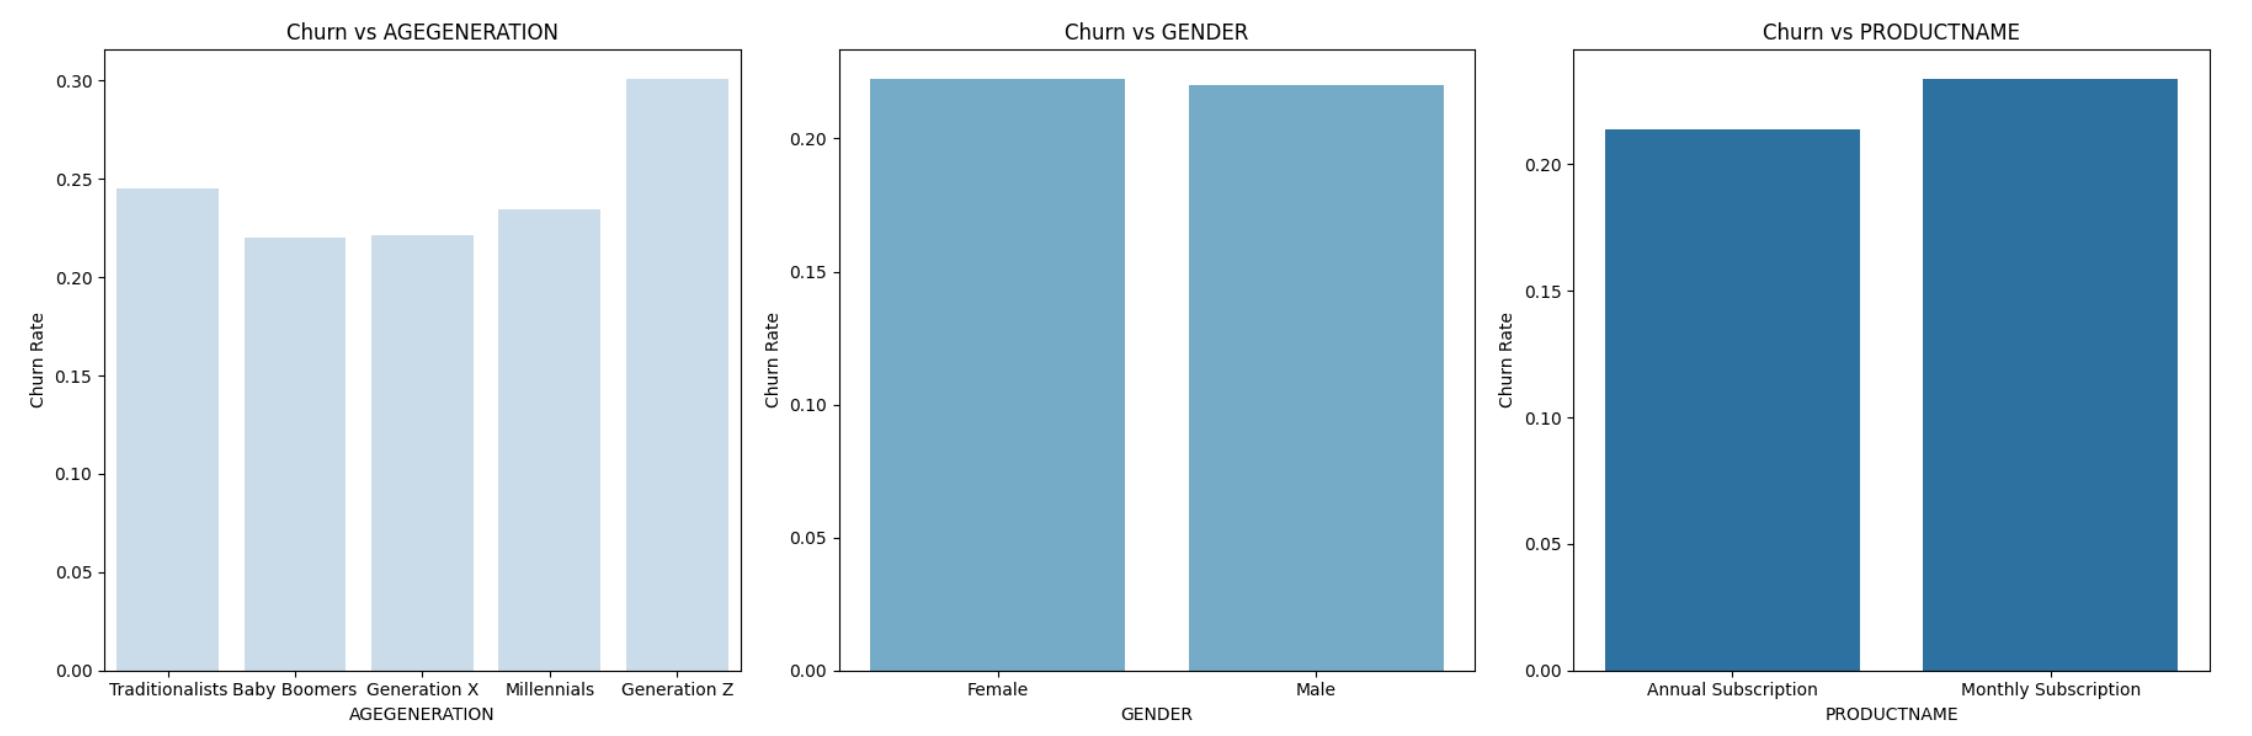 Churn vs AGEGENERATION
Churn Rate
0.30
0.25
0.20
0.15
0.10
0.05
0.00
Traditionalists Baby Boomers Generation X Millennials Generation Z
AGEGENERATION
Churn vs GENDER
Churn Rate
0.20
0.15
0.10
0.05
0.00
Female Male
GENDER
Churn vs PRODUCTNAME
Churn Rate
0.20
0.15
0.10
0.05
0.00
Annual Subscription Monthly Subscription
PRODUCTNAME